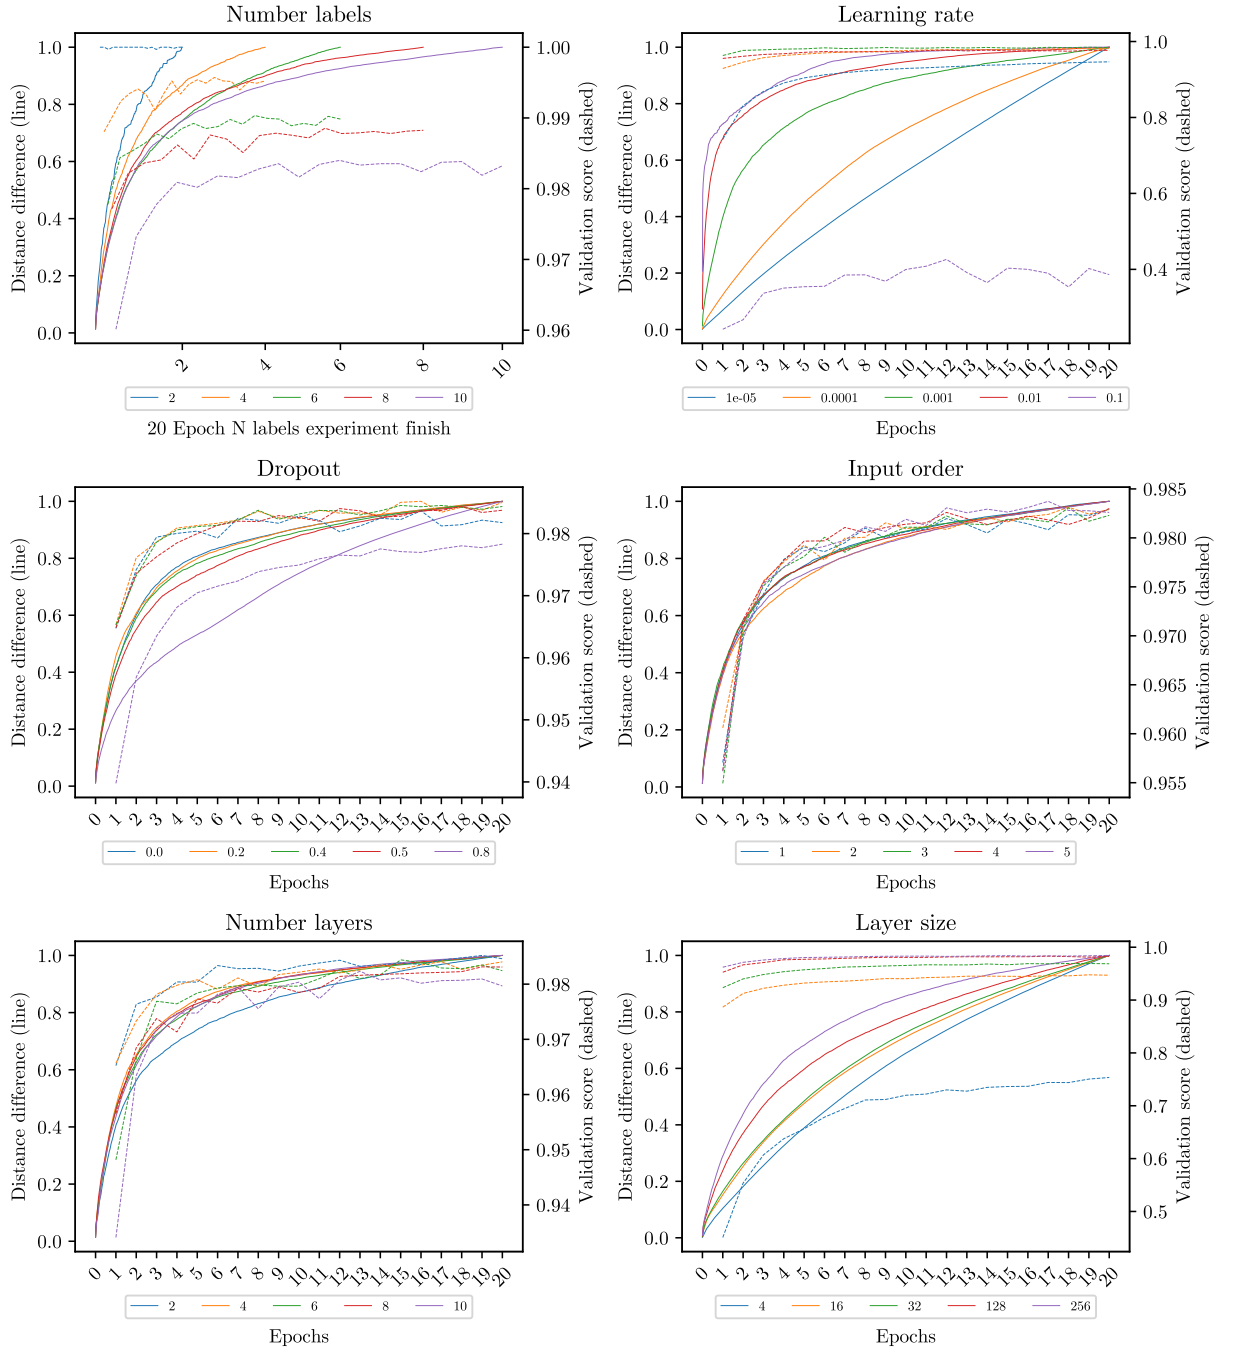 Number labels
Distance difference (line)
1.0
0.8
0.6
0.4
0.2
0.0
1.00
0.99
0.98
0.97
0.96
Validation score (dashed)
2 4 6 8 10
2 4 6 8 10
20 Epoch N labels experiment finish
Learning rate
Distance difference (line)
1.0
0.8
0.6
0.4
0.2
0.0
1.0
0.8
0.6
0.4
Validation score (dashed)
0 1 2 3 4 5 6 7 8 9 10 11 12 13 14 15 16 17 18 19 20
1e-05 0.0001 0.001 0.01 0.1
Epochs
Dropout
Distance difference (line)
1.0
0.8
0.6
0.4
0.2
0.0
0.98
0.97
0.96
0.95
0.94
Validation score (dashed)
0 1 2 3 4 5 6 7 8 9 10 11 12 13 14 15 16 17 18 19 20
0.0 0.2 0.4 0.5 0.8
Epochs
Input order
Distance difference (line)
1.0
0.8
0.6
0.4
0.2
0.0
0.985
0.980
0.975
0.970
0.965
0.960
0.955
Validation score (dashed)
0 1 2 3 4 5 6 7 8 9 10 11 12 13 14 15 16 17 18 19 20
1 2 3 4 5
Epochs
Number layers
Distance difference (line)
1.0
0.8
0.6
0.4
0.2
0.0
0.98
0.97
0.96
0.95
0.94
Validation score (dashed)
0 1 2 3 4 5 6 7 8 9 10 11 12 13 14 15 16 17 18 19 20
2 4 6 8 10
Epochs
Layer size
Distance difference (line)
1.0
0.8
0.6
0.4
0.2
0.0
1.0
0.9
0.8
0.7
0.6
0.5
Validation score (dashed)
0 1 2 3 4 5 6 7 8 9 10 11 12 13 14 15 16 17 18 19 20
4 16 32 128 256
Epochs